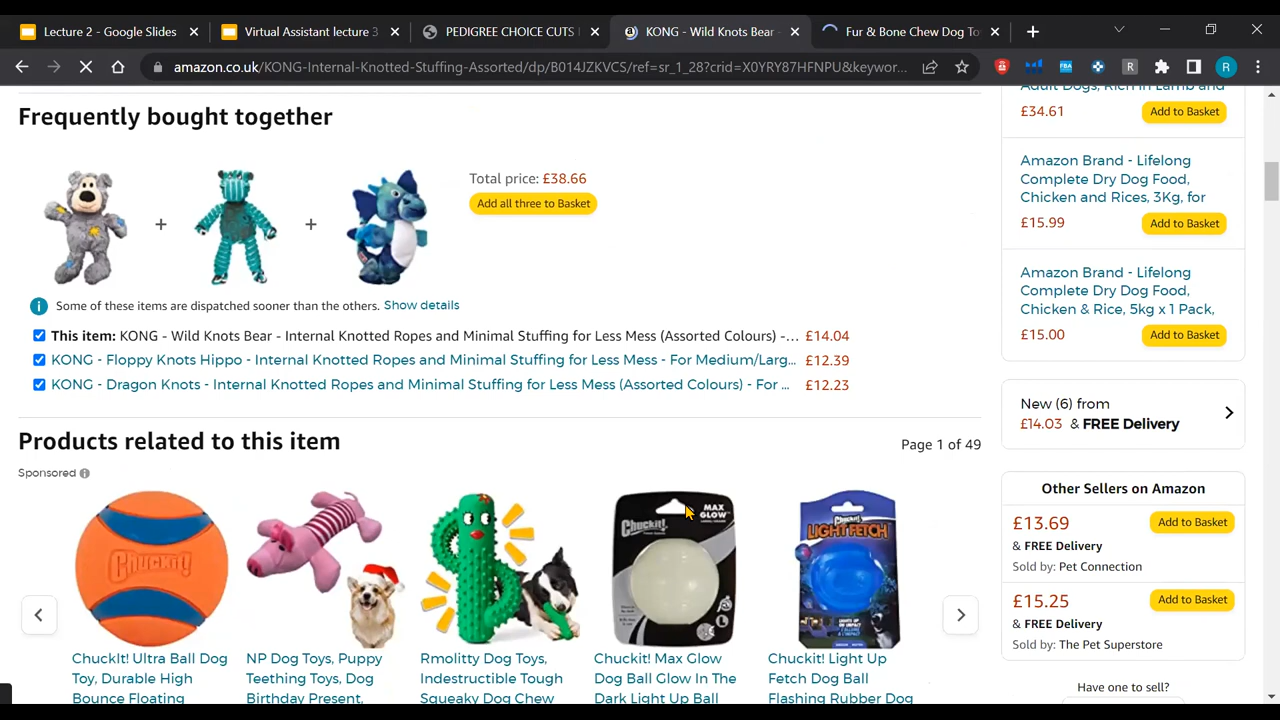 Lecture 2 - Google Slides
Virtual Assistant lecture 3
PEDIGREE CHOICE CUTS I
KONG - Wild Knots Bear -
Fur & Bone Chew Dog To
amazon.co.uk/KONG-Internal-Knotted-Stuffing-Assorted/dp/B014JZKVCS/ref=sr_1_28?crid=X0YRY87HFNPU&keywor...
R
R
FBA
Frequently bought together
Total price: £38.66
Add all three to Basket
+
+
Some of these items are dispatched sooner than the others. Show details
This item: KONG - Wild Knots Bear - Internal Knotted Ropes and Minimal Stuffing for Less Mess (Assorted Colours) -... £14.04
KONG - Floppy Knots Hippo - Internal Knotted Ropes and Minimal Stuffing for Less Mess - For Medium/Larg... £12.39
KONG - Dragon Knots - Internal Knotted Ropes and Minimal Stuffing for Less Mess (Assorted Colours) - For ... £12.23
Products related to this item
Page 1 of 49
Sponsored
Chuckit!
Chuckit!
MAX
GLOW
Chuckit!
LIGHT FETCH
Chuckit! Ultra Ball Dog
Toy, Durable High
Bounce Floating
NP Dog Toys, Puppy
Teething Toys, Dog
Birthday Present,
Rmolitty Dog Toys,
Indestructible Tough
Squeaky Dog Chew
Chuckit! Max Glow
Dog Ball Glow In The
Dark Light Up Ball
Chuckit! Light Up
Fetch Dog Ball
Flashing Rubber Dog
Adult Dogs, Rich in Lamb and
£34.61
Add to Basket
Amazon Brand - Lifelong
Complete Dry Dog Food,
Chicken and Rices, 3Kg, for
£15.99
Add to Basket
Amazon Brand - Lifelong
Complete Dry Dog Food,
Chicken & Rice, 5kg x 1 Pack,
£15.00
Add to Basket
New (6) from
£14.03 & FREE Delivery
Other Sellers on Amazon
£13.69
Add to Basket
& FREE Delivery
Sold by: Pet Connection
£15.25
Add to Basket
& FREE Delivery
Sold by: The Pet Superstore
Have one to sell?